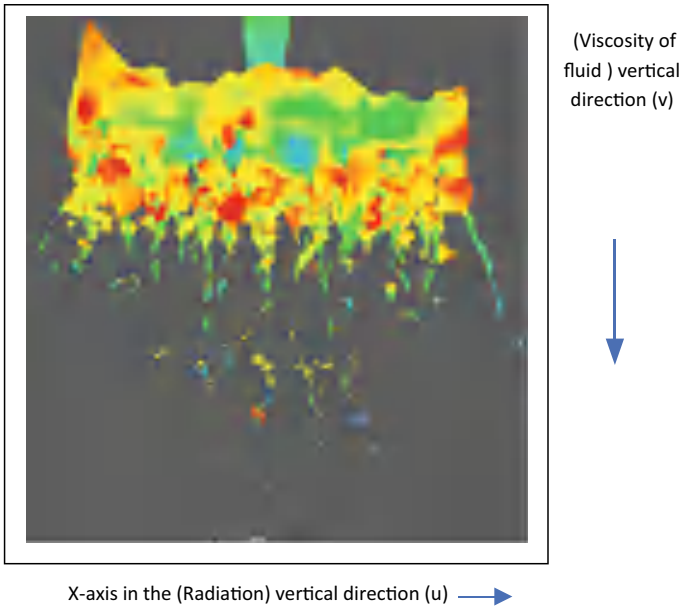 (Viscosity of
fluid ) vertical
direction (v)
X-axis in the (Radiation) vertical direction (u)